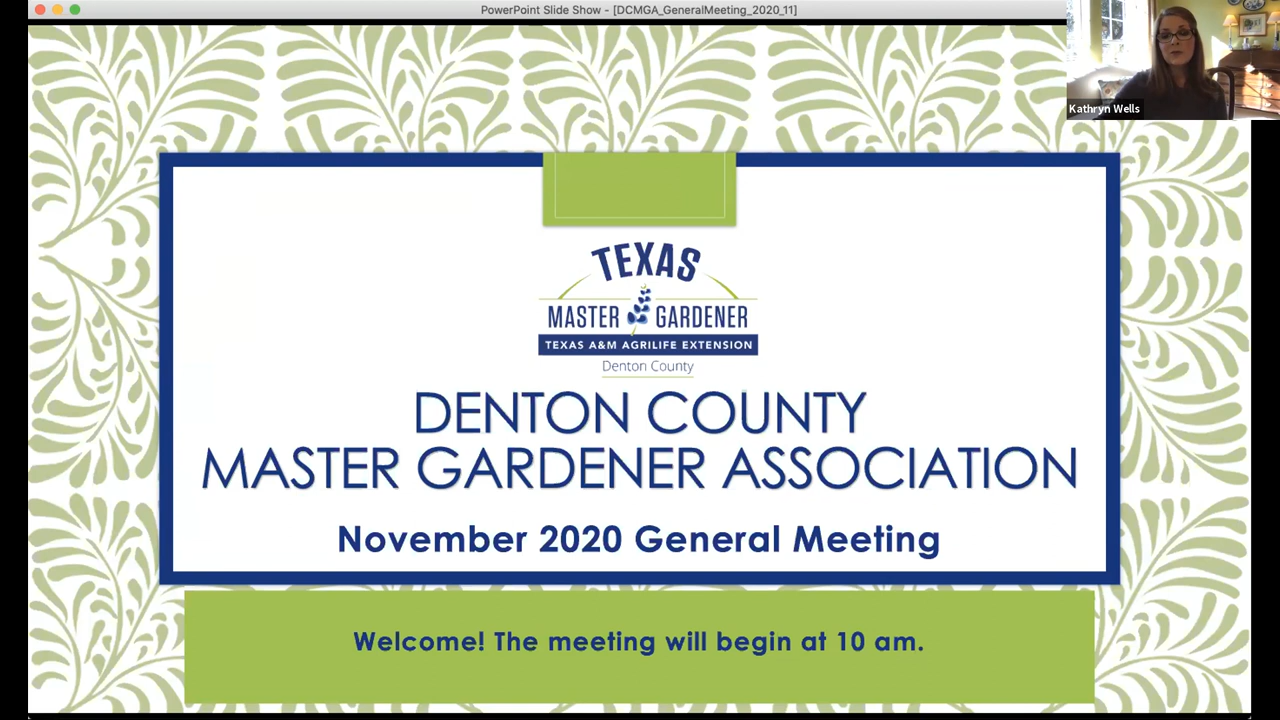 PowerPoint Slide Show - [DCMGA_GeneralMeeting_2020_11]
Kathryn Wells
TEXAS
MASTER GARDENER
TEXAS A&M AGRILIFE EXTENSION
Denton County
DENTON COUNTY
MASTER GARDENER ASSOCIATION
November 2020 General Meeting
Welcome! The meeting will begin at 10 am.